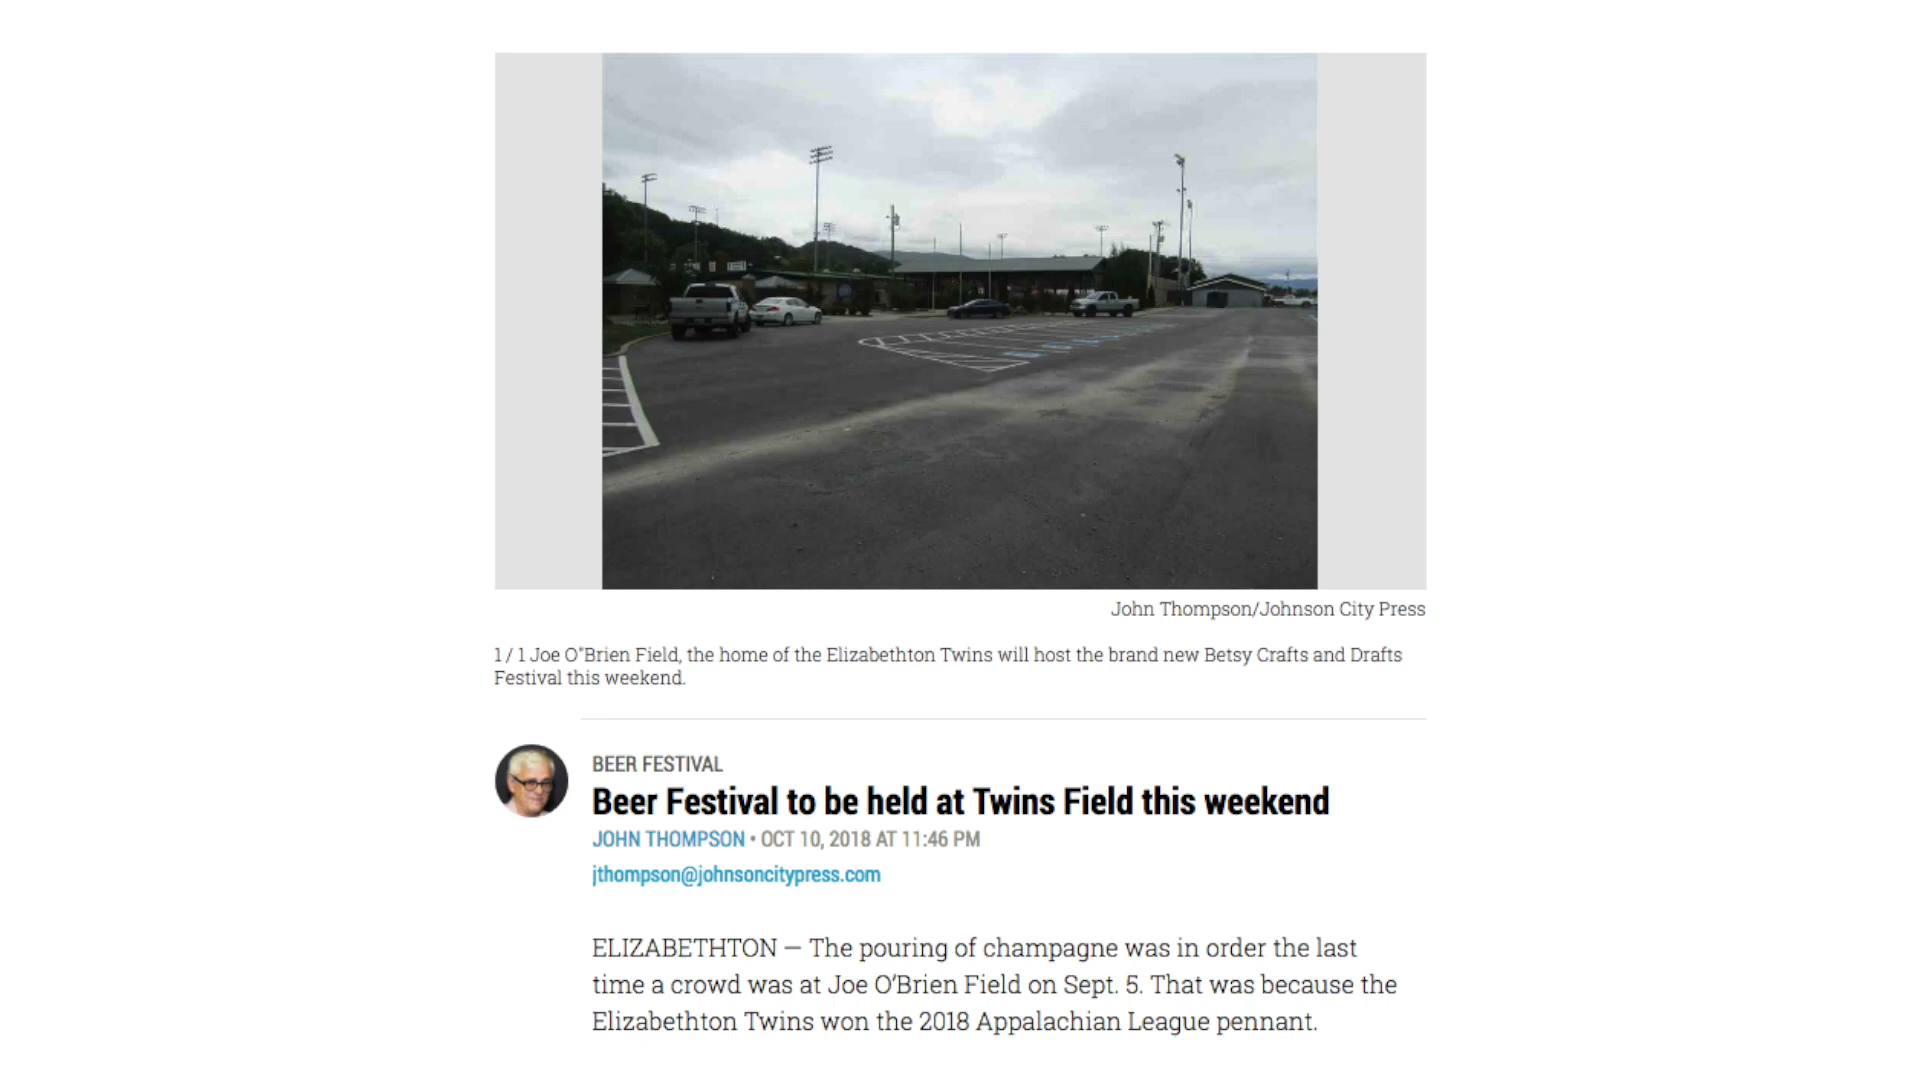 John Thompson/Johnson City Press
1 / 1 Joe O"Brien Field, the home of the Elizabethton Twins will host the brand new Betsy Crafts and Drafts
Festival this weekend.
BEER FESTIVAL
Beer Festival to be held at Twins Field this weekend
JOHN THOMPSON • OCT 10, 2018 AT 11:46 PM
jthompson@johnsoncitypress.com
ELIZABETHTON — The pouring of champagne was in order the last
time a crowd was at Joe O’Brien Field on Sept. 5. That was because the
Elizabethton Twins won the 2018 Appalachian League pennant.